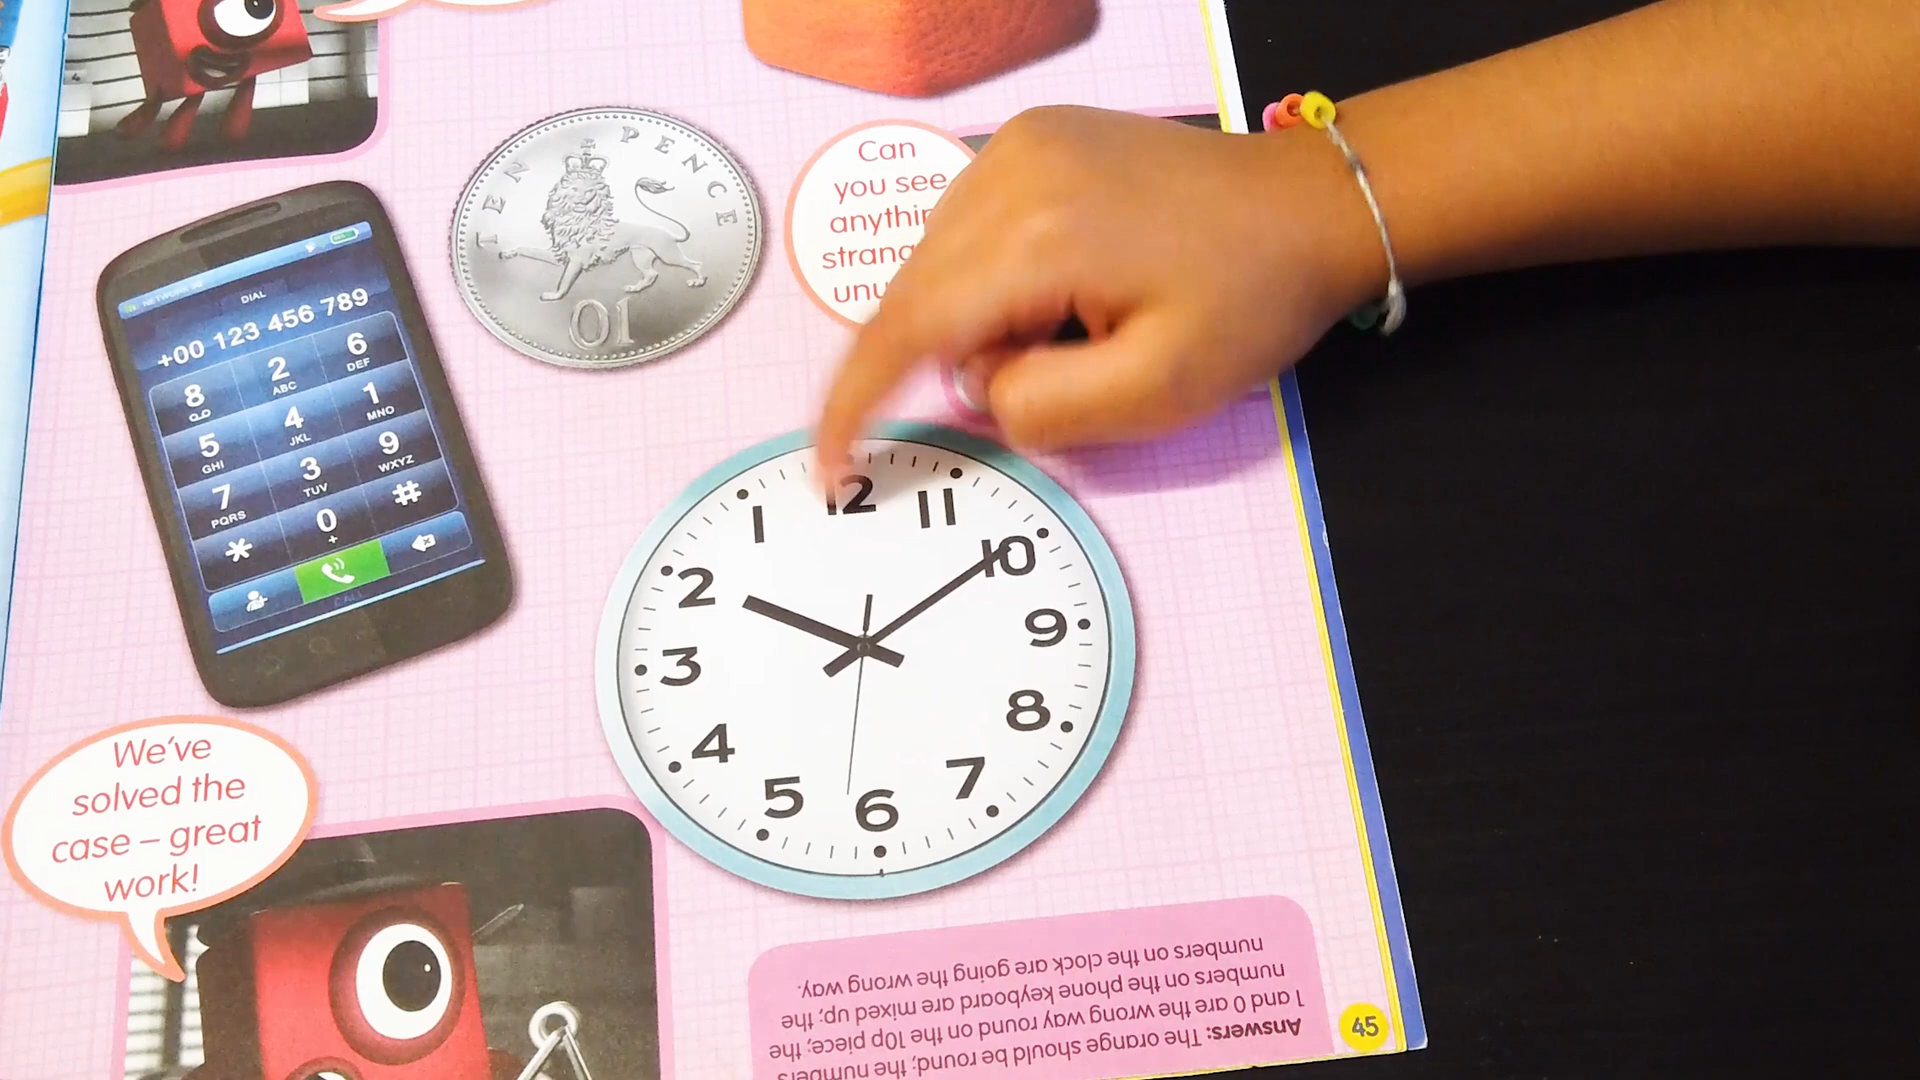 TEN PENCE
01
Can
you see
NETWORK 3G
DIAL
+00 123 456 789
8 2 6
ABC DEF
5 4 1
GHI JKL MNO
7 3 9
PQRS TUV WXYZ
* 0 #
+
CALL
12
11
10
9
8
7
6
5
4
3
2
1
We've
solved the
case – great
work!
Answers: The orange should be round; the numbers
1 and 0 are the wrong way round on the 10p piece; the
numbers on the phone keyboard are mixed up; the
numbers on the clock are going the wrong way.
45